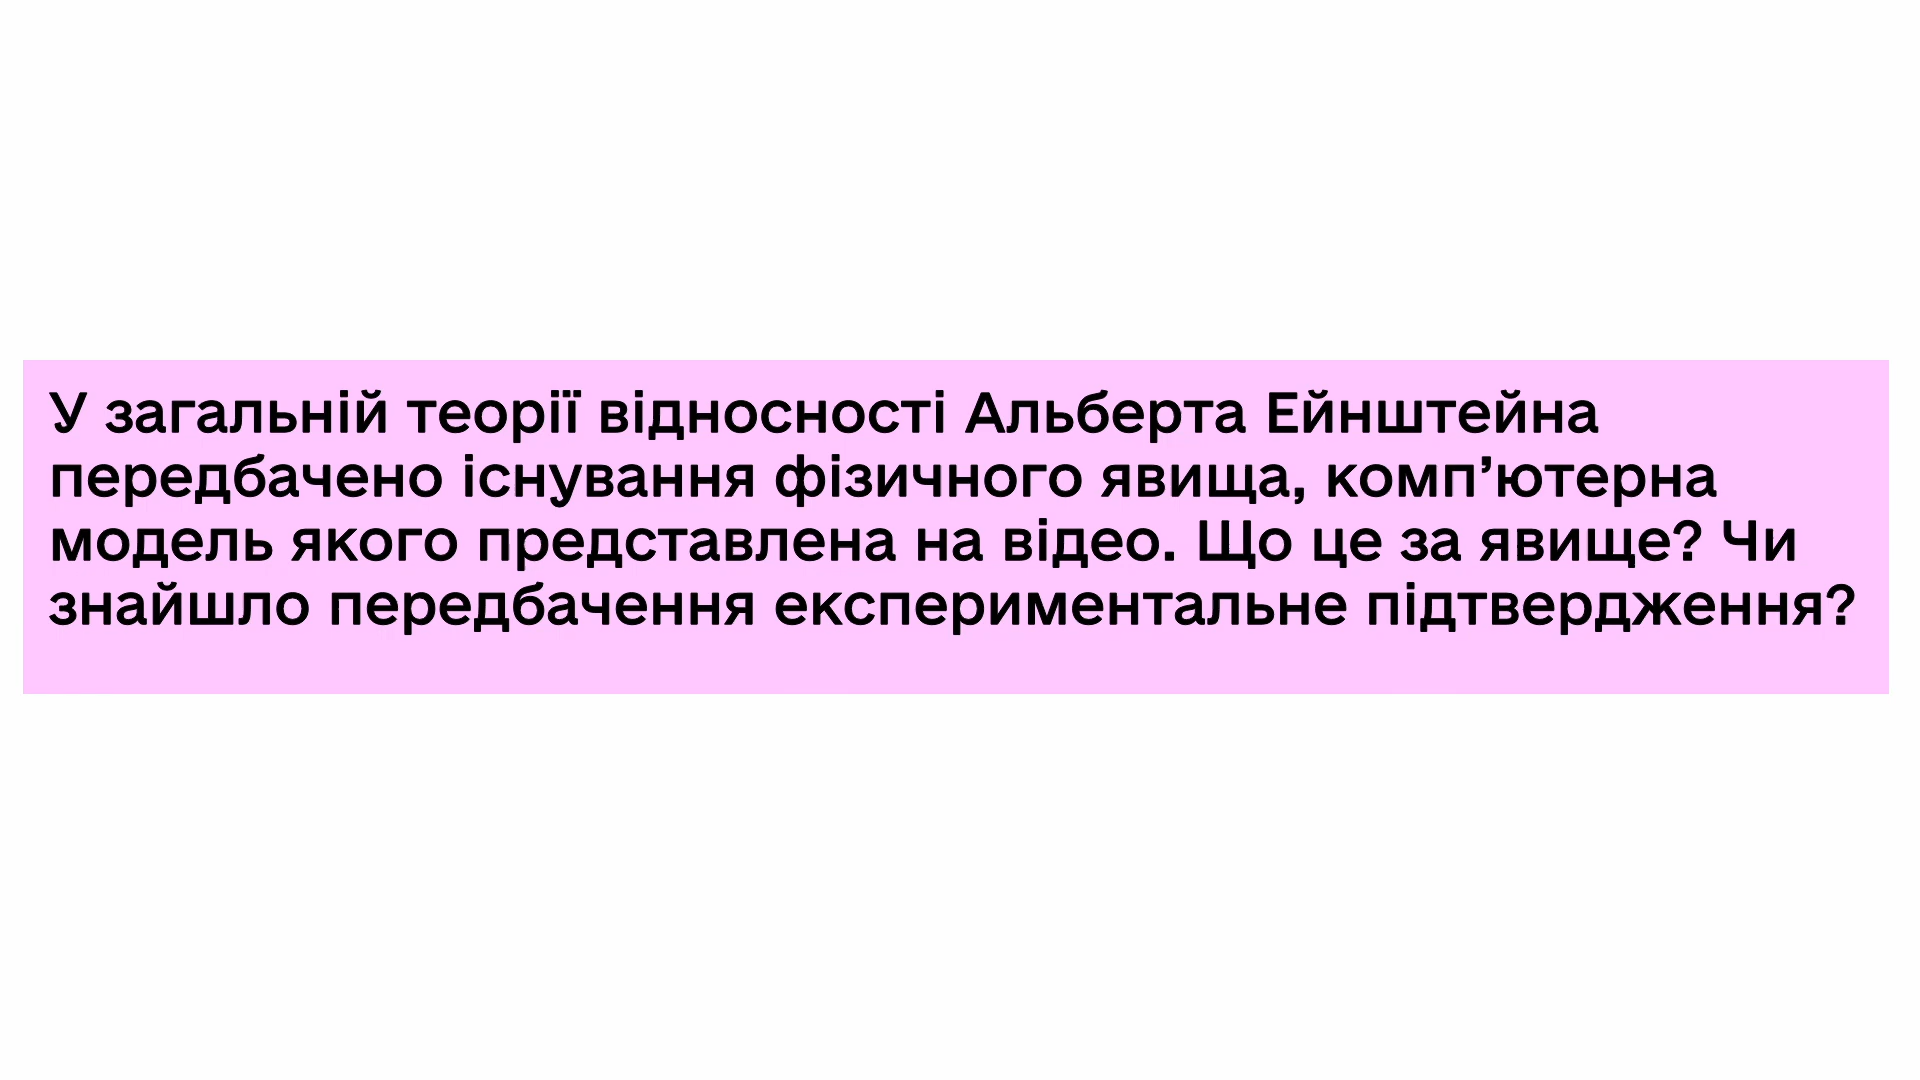 У загальній теорії відносності Альберта Ейнштейна
передбачено існування фізичного явища, комп’ютерна
модель якого представлена на відео. Що це за явище? Чи
знайшло передбачення експериментальне підтвердження?